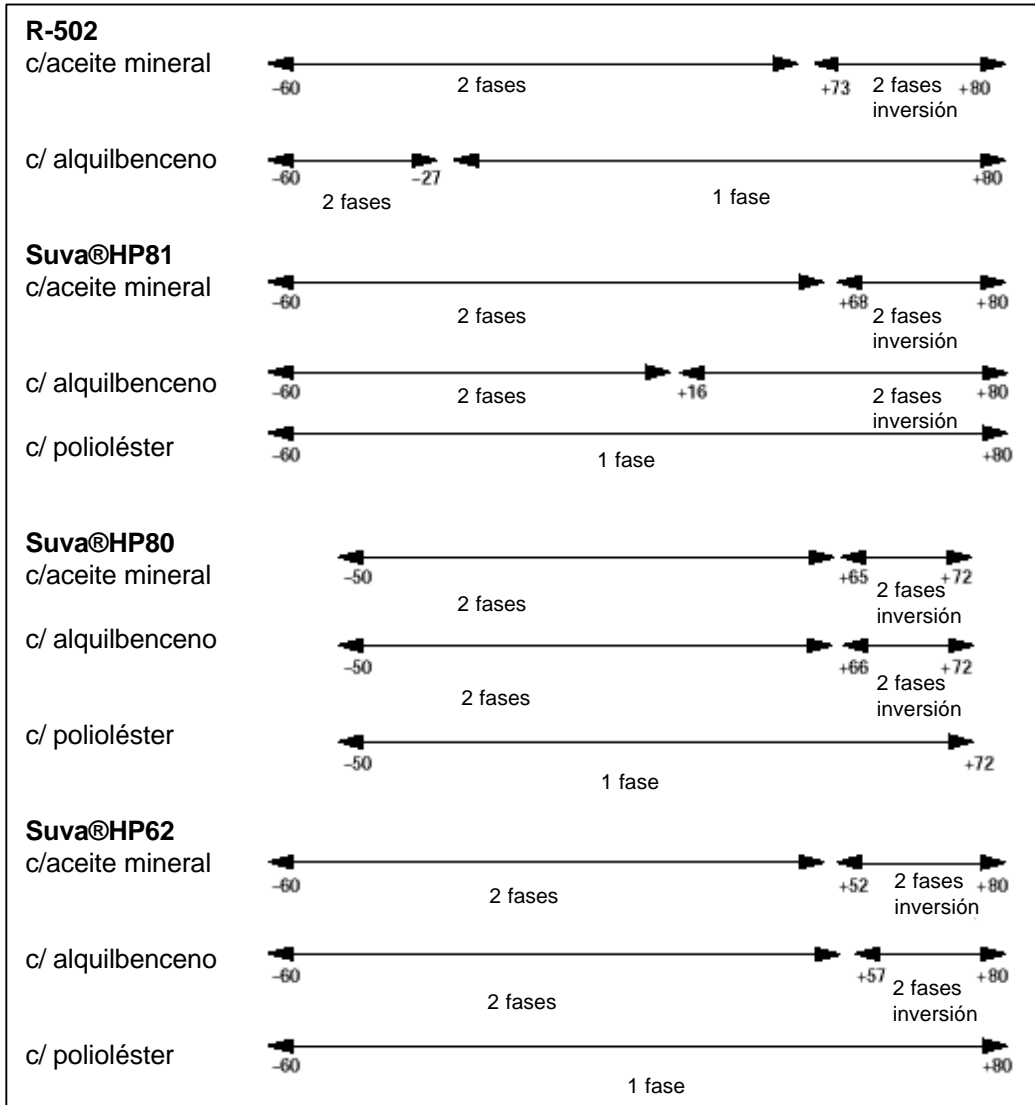 R-502
c/aceite mineral
−60 2 fases +73 2 fases +80
inversión
c/ alquilbenceno
−60 −27 +80
2 fases 1 fase
Suva®HP81
c/aceite mineral
−60 +68 +80
2 fases 2 fases
inversión
c/ alquilbenceno
−60 2 fases +16 2 fases +80
inversión
c/ polioléster
−60 1 fase +80
Suva®HP80
c/aceite mineral
−50 +65 +72
2 fases 2 fases
inversión
c/ alquilbenceno
−50 +66 +72
2 fases 2 fases
inversión
c/ polioléster
−50 +72
1 fase
Suva®HP62
c/aceite mineral
−60 2 fases +52 2 fases +80
inversión
c/ alquilbenceno
−60 +57 +80
2 fases 2 fases
inversión
c/ polioléster
−60 +80
1 fase